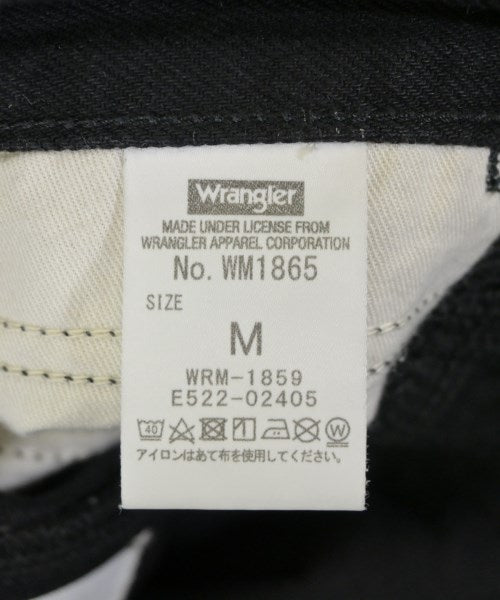 Wrangler
MADE UNDER LICENSE FROM
WRANGLER APPAREL CORPORATION
No. WM1865
SIZE
M
WRM-1859
E522-02405
40 W
アイロンはあて布を使用してください。